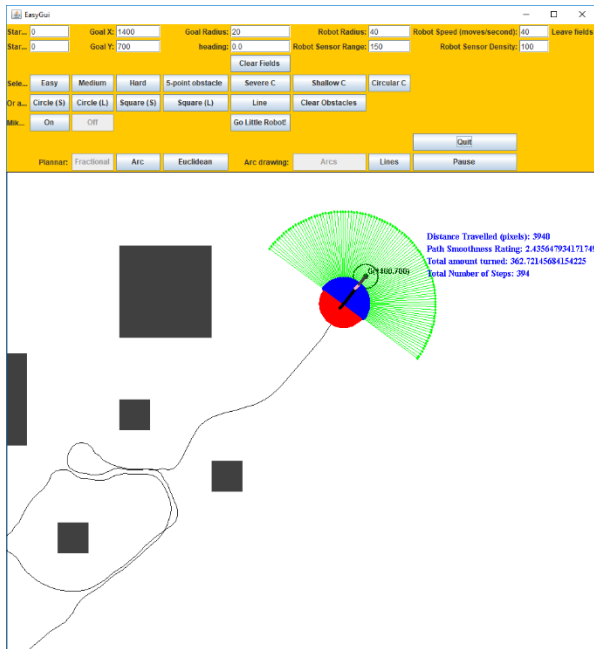 EasyGui
Star... 0 Goal X: 1400 Goal Radius: 20 Robot Radius: 40 Robot Speed (moves/second): 40 Leave fields
Star... 0 Goal Y: 700 heading: 0.0 Robot Sensor Range: 150 Robot Sensor Density: 100
Clear Fields
Sele... Easy Medium Hard 5-point obstacle Severe C Shallow C Circular C
Or a... Circle (S) Circle (L) Square (S) Square (L) Line Clear Obstacles
Mik... On Off Go Little Robot!
Quit
Plannar: Fractional Arc Euclidean Arc drawing: Arcs Lines Pause
Distance Travelled (pixels): 3940
Path Smoothness Rating: 2.435647934171749
Total amount turned: 362.72145684154225
Total Number of Steps: 394